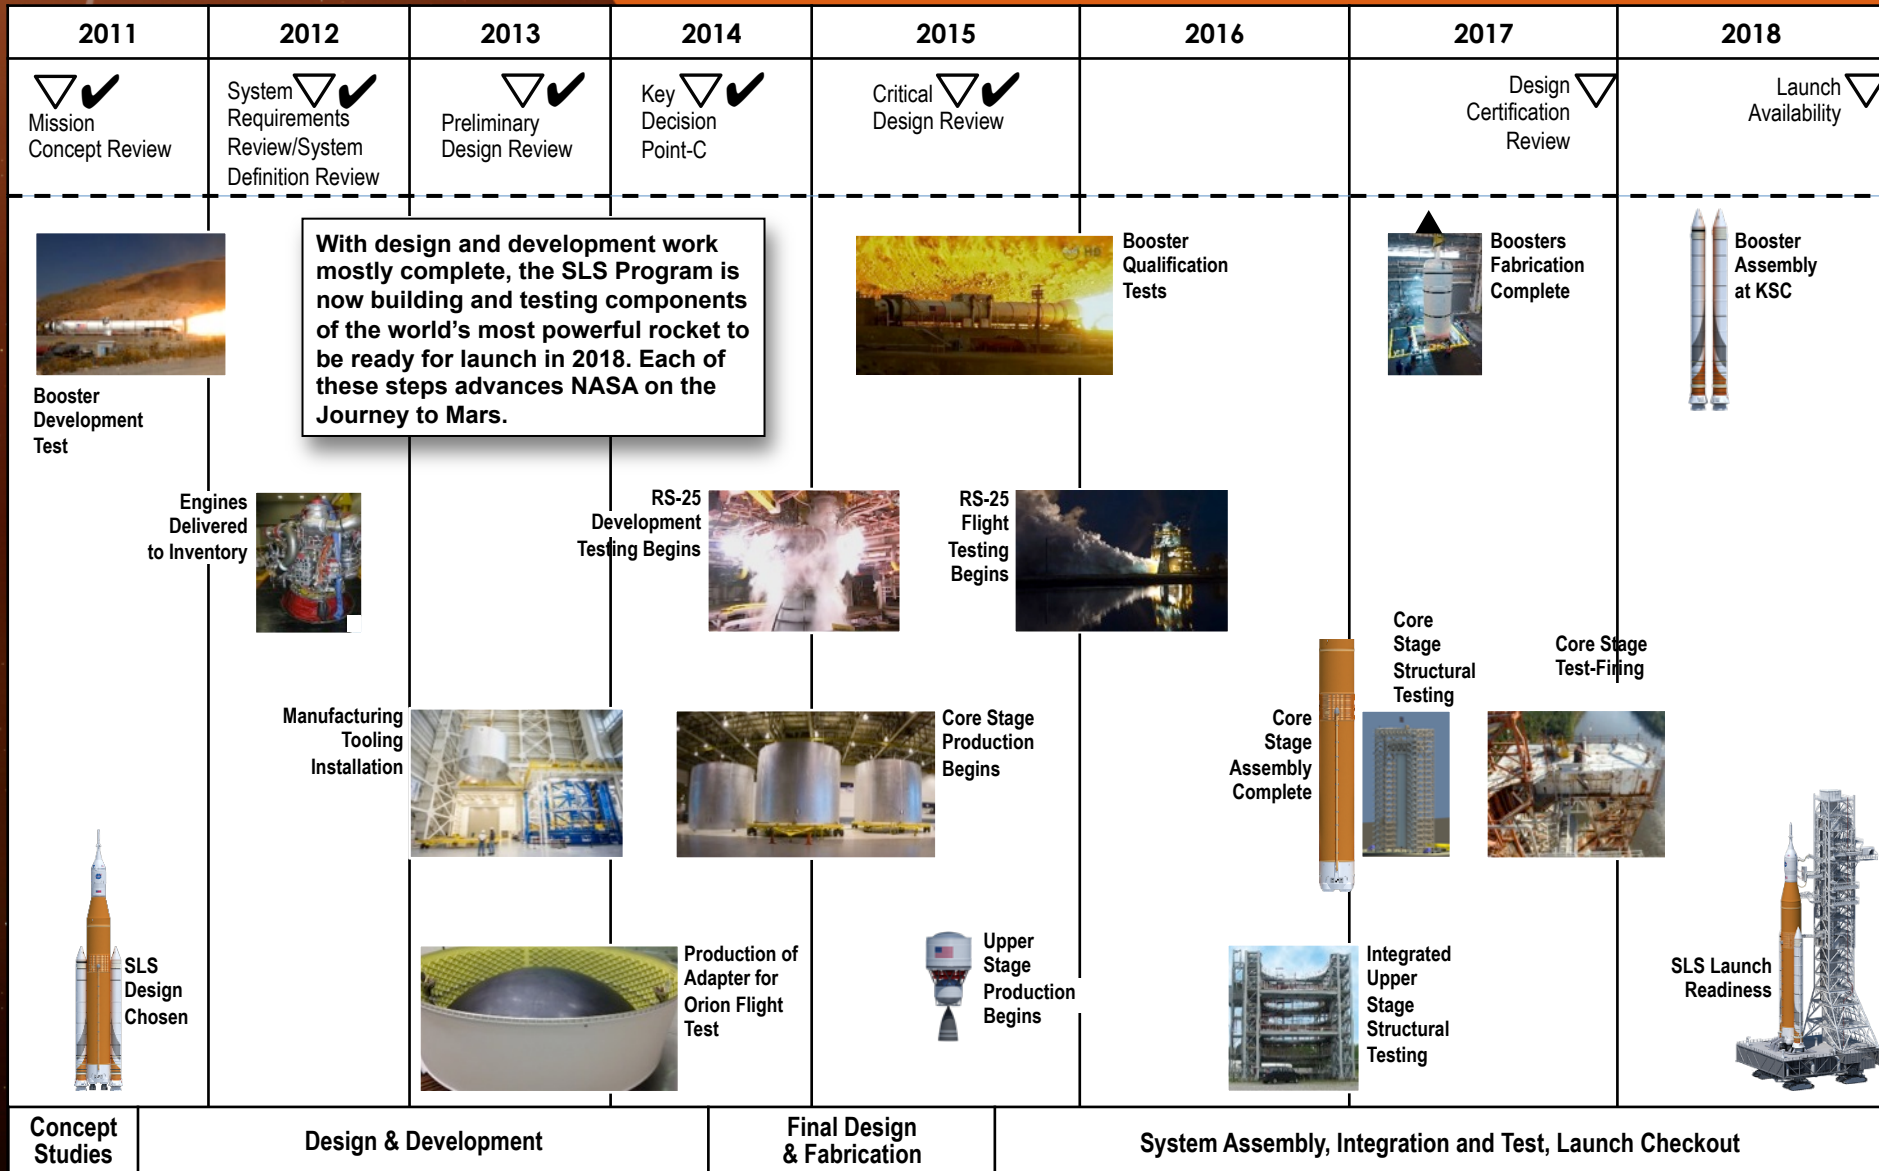 2011
2012
2013
2014
2015
2016
2017
2018
Mission
Concept Review
System
Requirements
Review/System
Definition Review
Preliminary
Design Review
Key
Decision
Point-C
Critical
Design Review
Design
Certification
Review
Launch
Availability
With design and development work
mostly complete, the SLS Program is
now building and testing components
of the world’s most powerful rocket to
be ready for launch in 2018. Each of
these steps advances NASA on the
Journey to Mars.
Booster
Development
Test
HD
Booster
Qualification
Tests
Boosters
Fabrication
Complete
Booster
Assembly
at KSC
Engines
Delivered
to Inventory
RS-25
Development
Testing Begins
RS-25
Flight
Testing
Begins
Manufacturing
Tooling
Installation
Core Stage
Production
Begins
Core
Stage
Assembly
Complete
Core
Stage
Structural
Testing
Core Stage
Test-Firing
SLS
Design
Chosen
Production of
Adapter for
Orion Flight
Test
Upper
Stage
Production
Begins
Integrated
Upper
Stage
Structural
Testing
SLS Launch
Readiness
Concept
Studies
Design & Development
Final Design
& Fabrication
System Assembly, Integration and Test, Launch Checkout